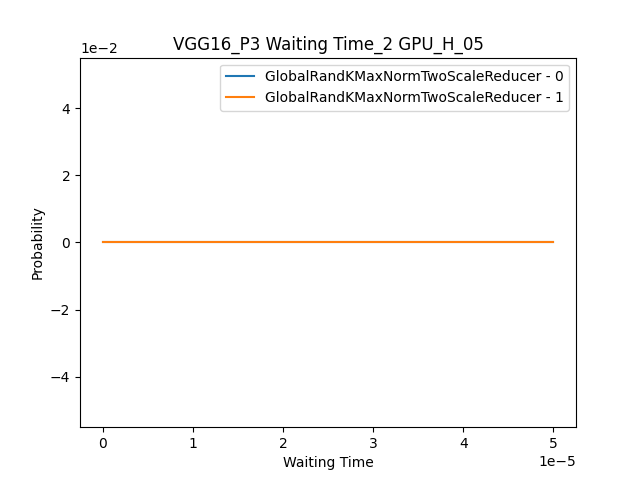 VGG16_P3 Waiting Time_2 GPU_H_05
1e−2
GlobalRandKMaxNormTwoScaleReducer - 0
GlobalRandKMaxNormTwoScaleReducer - 1
4
2
0
−2
−4
Probability
0 1 2 3 4 5
1e−5
Waiting Time